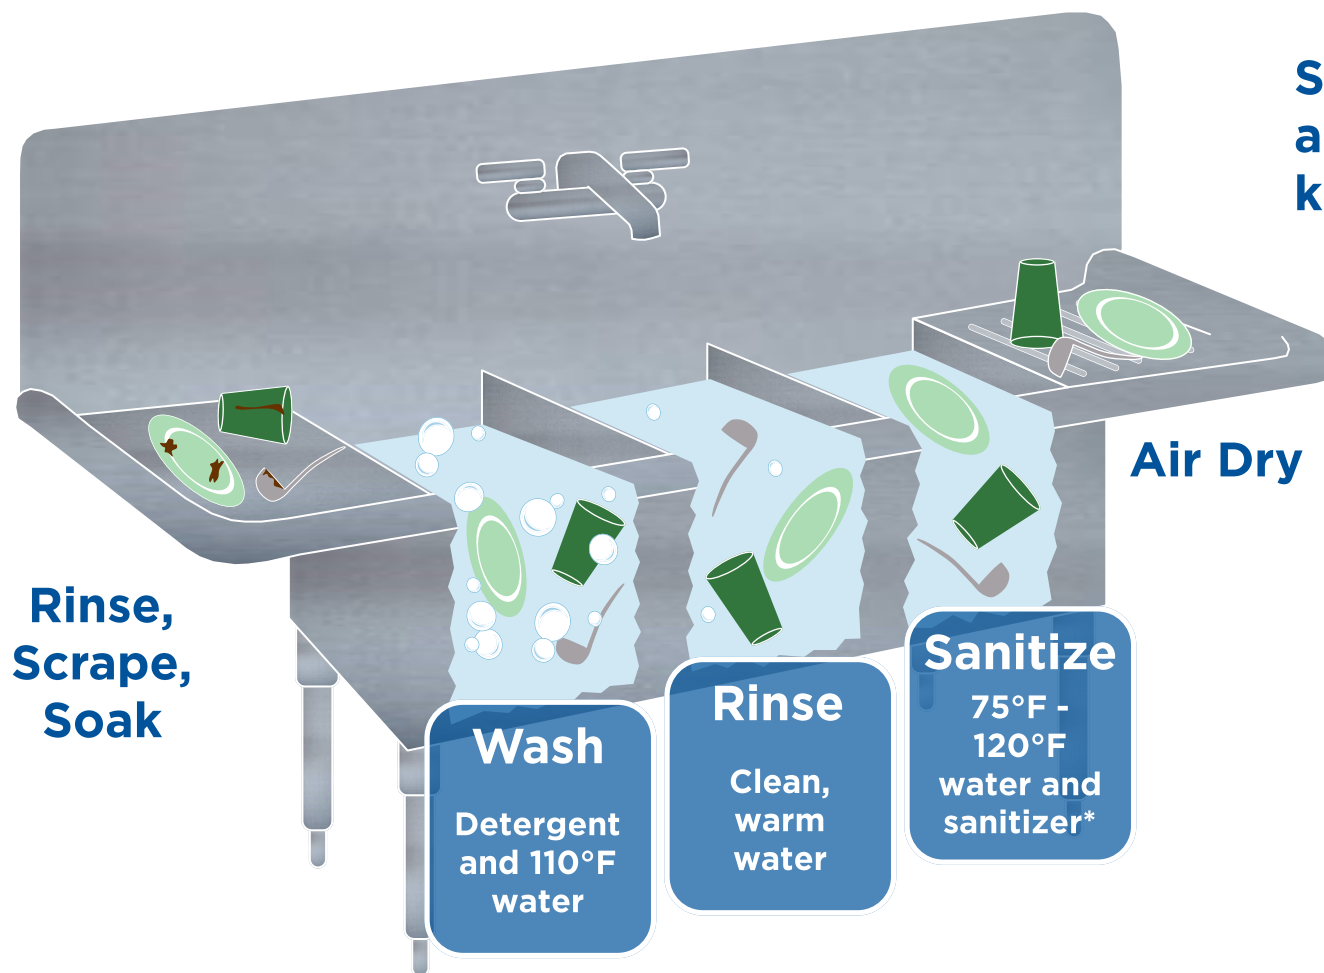 S
a
k
Air Dry
Rinse,
Scrape,
Soak
Wash
Detergent
and 110°F
water
Rinse
Clean,
warm
water
Sanitize
75°F -
120°F
water and
sanitizer*